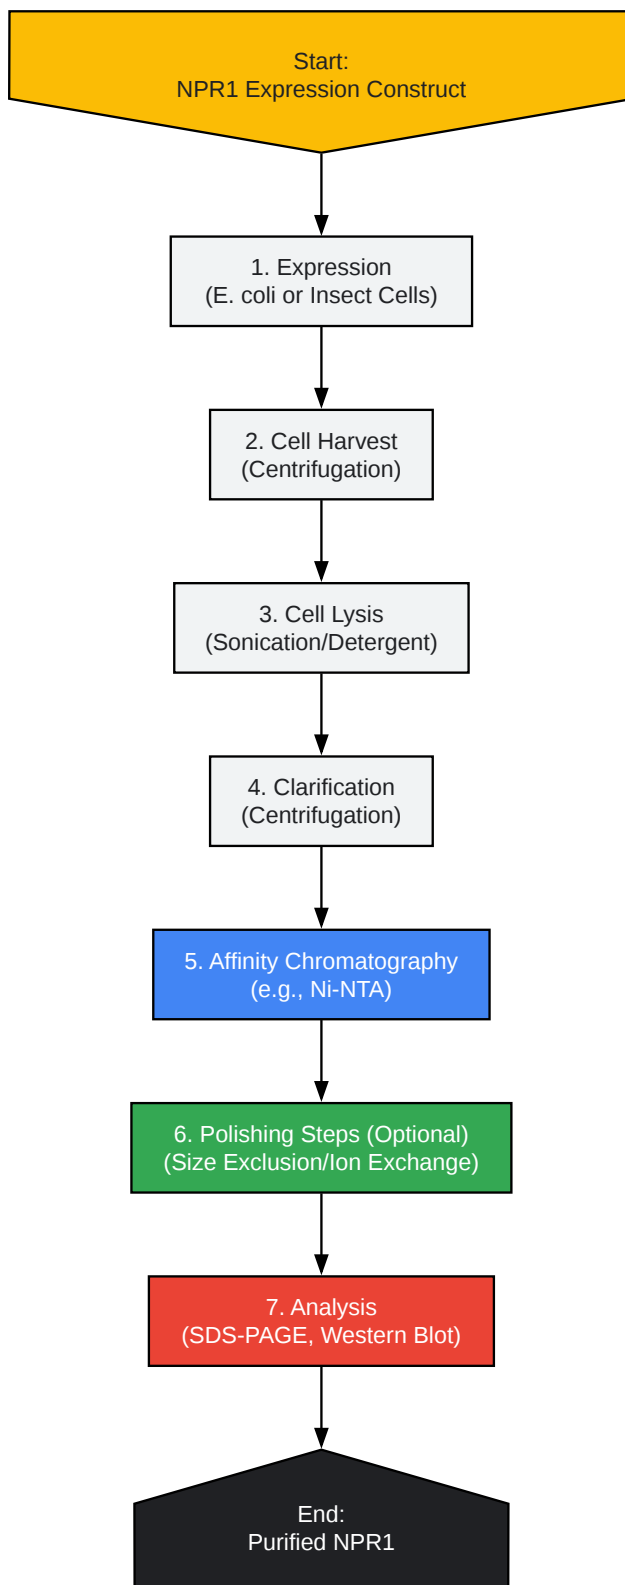 Start:
NPR1 Expression Construct
1. Expression
(E. coli or Insect Cells)
2. Cell Harvest
(Centrifugation)
3. Cell Lysis
(Sonication/Detergent)
4. Clarification
(Centrifugation)
5. Affinity Chromatography
(e.g., Ni-NTA)
6. Polishing Steps (Optional)
(Size Exclusion/Ion Exchange)
7. Analysis
(SDS-PAGE, Western Blot)
End:
Purified NPR1